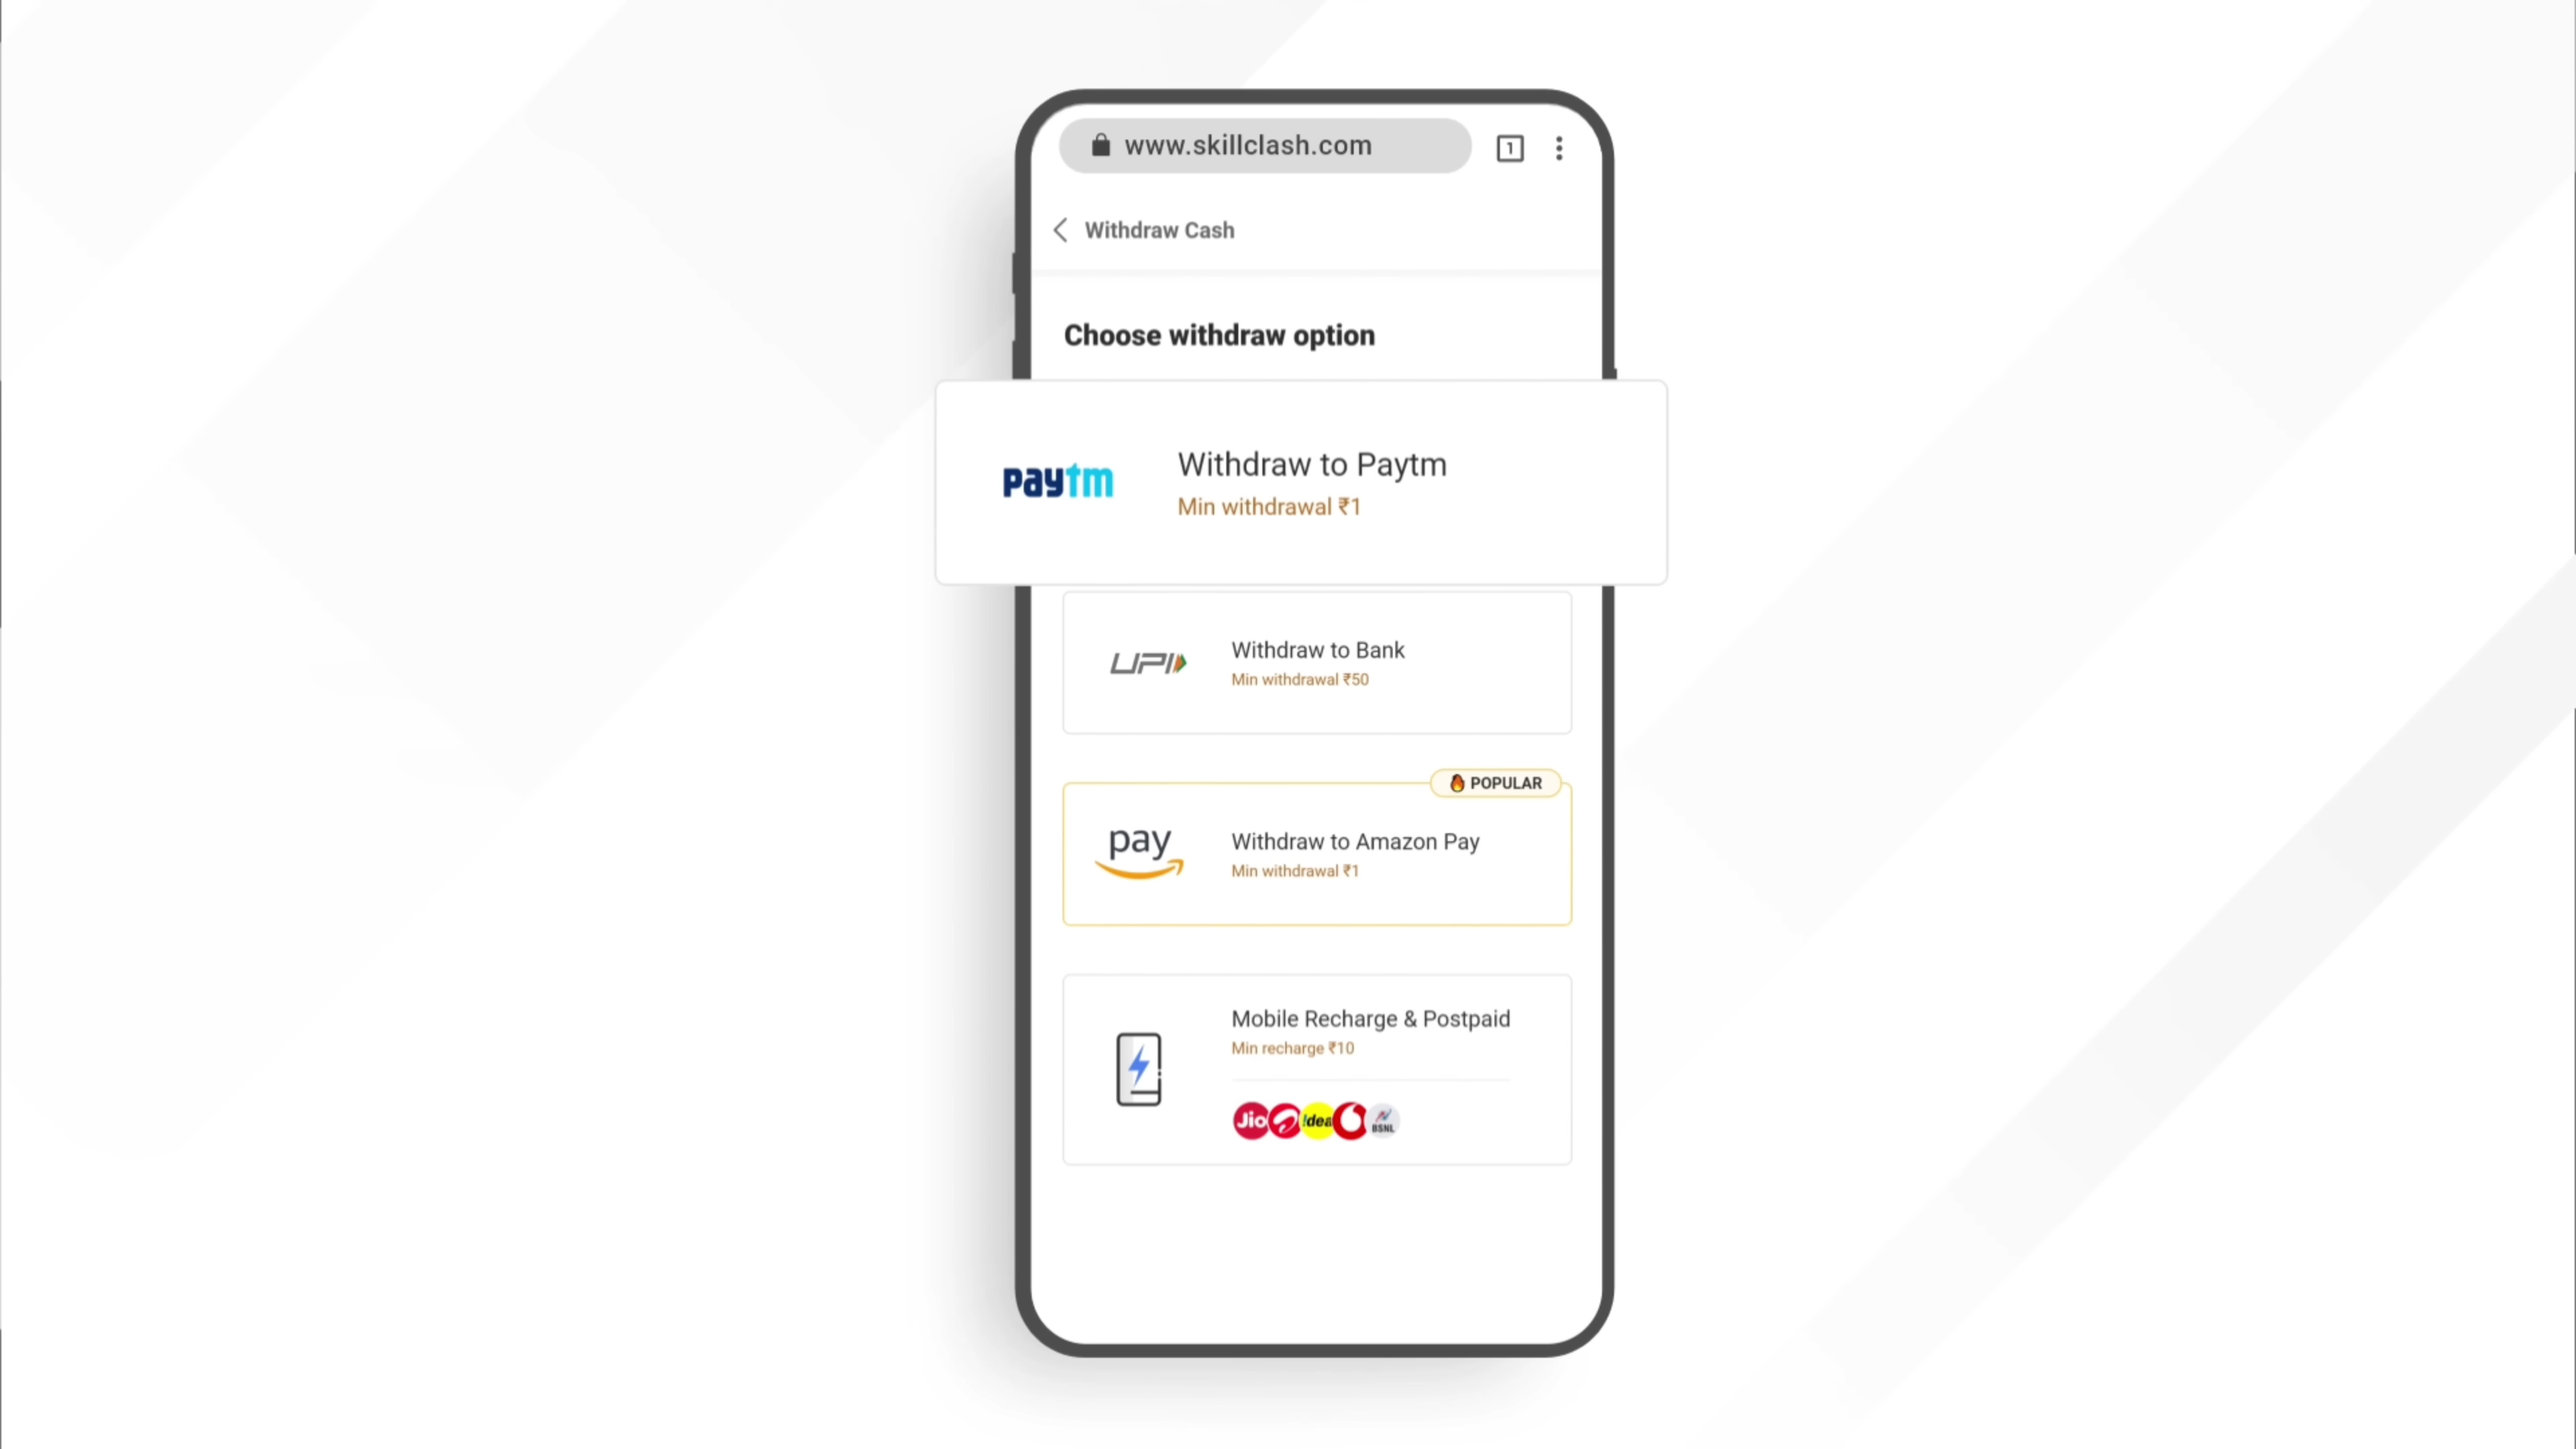 www.skillclash.com
1
Withdraw Cash
Choose withdraw option
paytm
Withdraw to Paytm
Min withdrawal ₹1
UPI
Withdraw to Bank
Min withdrawal ₹50
POPULAR
pay
Withdraw to Amazon Pay
Min withdrawal ₹1
Mobile Recharge & Postpaid
Min recharge ₹10
Jio !dea BSNL